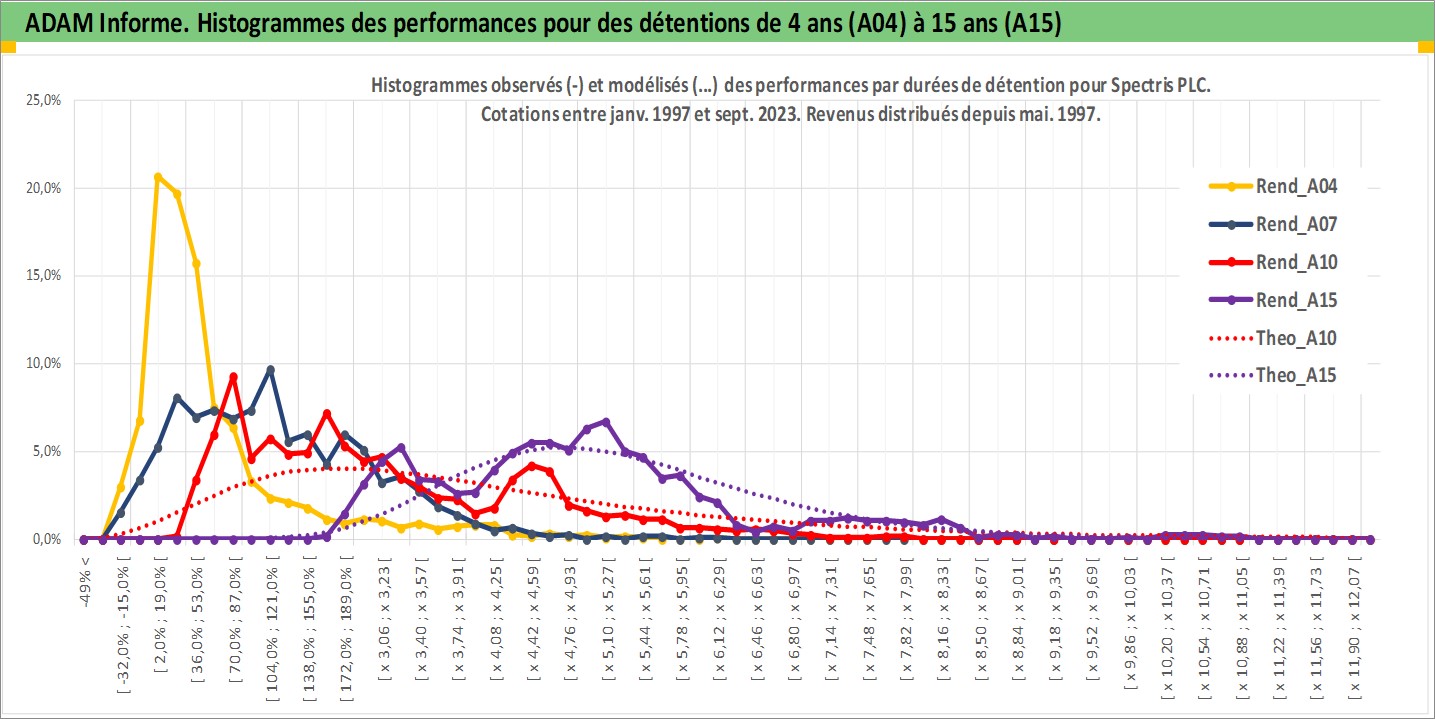 ADAM Informe. Histogrammes des performances pour des détentions de 4 ans (A04) à 15 ans (A15)
Histogrammes observés (-) et modélisés (...) des performances par durées de détention pour Spectris PLC.
Cotations entre janv. 1997 et sept. 2023. Revenus distribués depuis mai. 1997.
25,0%
20,0%
15,0%
10,0%
5,0%
0,0%
Rend_A04
Rend_A07
Rend_A10
Rend_A15
Theo_A10
Theo_A15
-49% <
[ -32,0% ; -15,0% [
[ 2,0% ; 19,0% [
[ 36,0% ; 53,0% [
[ 70,0% ; 87,0% [
[ 104,0% ; 121,0% [
[ 138,0% ; 155,0% [
[ 172,0% ; 189,0% [
[ x 3,06 ; x 3,23 [
[ x 3,40 ; x 3,57 [
[ x 3,74 ; x 3,91 [
[ x 4,08 ; x 4,25 [
[ x 4,42 ; x 4,59 [
[ x 4,76 ; x 4,93 [
[ x 5,10 ; x 5,27 [
[ x 5,44 ; x 5,61 [
[ x 5,78 ; x 5,95 [
[ x 6,12 ; x 6,29 [
[ x 6,46 ; x 6,63 [
[ x 6,80 ; x 6,97 [
[ x 7,14 ; x 7,31 [
[ x 7,48 ; x 7,65 [
[ x 7,82 ; x 7,99 [
[ x 8,16 ; x 8,33 [
[ x 8,50 ; x 8,67 [
[ x 8,84 ; x 9,01 [
[ x 9,18 ; x 9,35 [
[ x 9,52 ; x 9,69 [
[ x 9,86 ; x 10,03 [
[ x 10,20 ; x 10,37 [
[ x 10,54 ; x 10,71 [
[ x 10,88 ; x 11,05 [
[ x 11,22 ; x 11,39 [
[ x 11,56 ; x 11,73 [
[ x 11,90 ; x 12,07 [